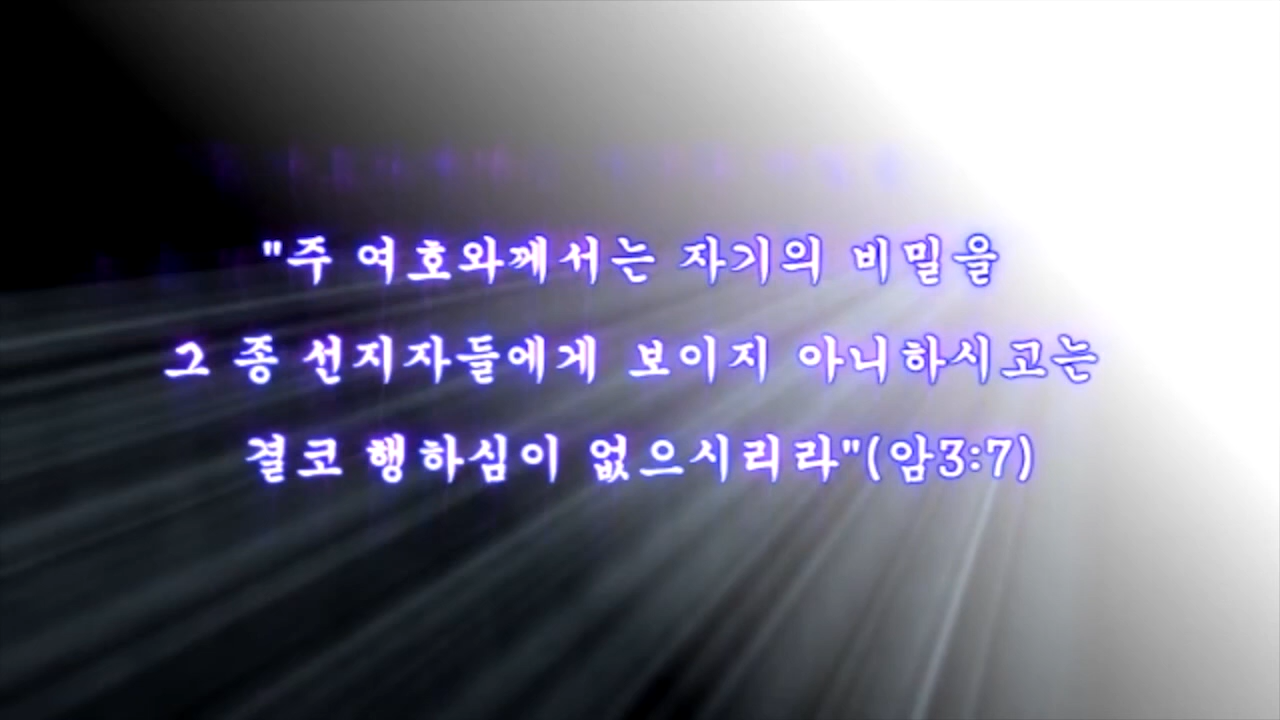 "주 여호와께서는 자기의 비밀을
그 종 선지자들에게 보이지 아니하시고는
결코 행하심이 없으시리라"(암3:7)